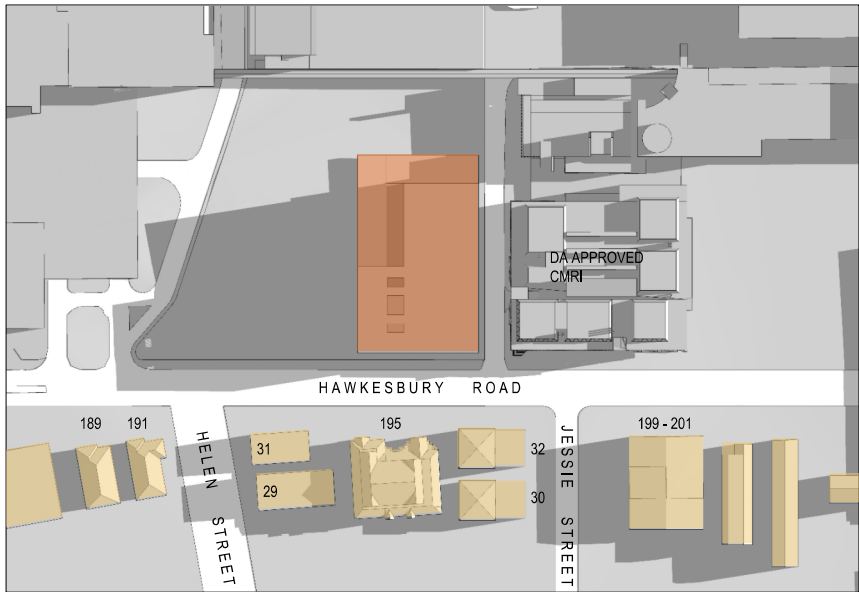 DA APPROVED
CMRI
HAWKESBURY ROAD
189
191
195
199 - 201
31
32
29
30
HELEN STREET
JESSIE STREET